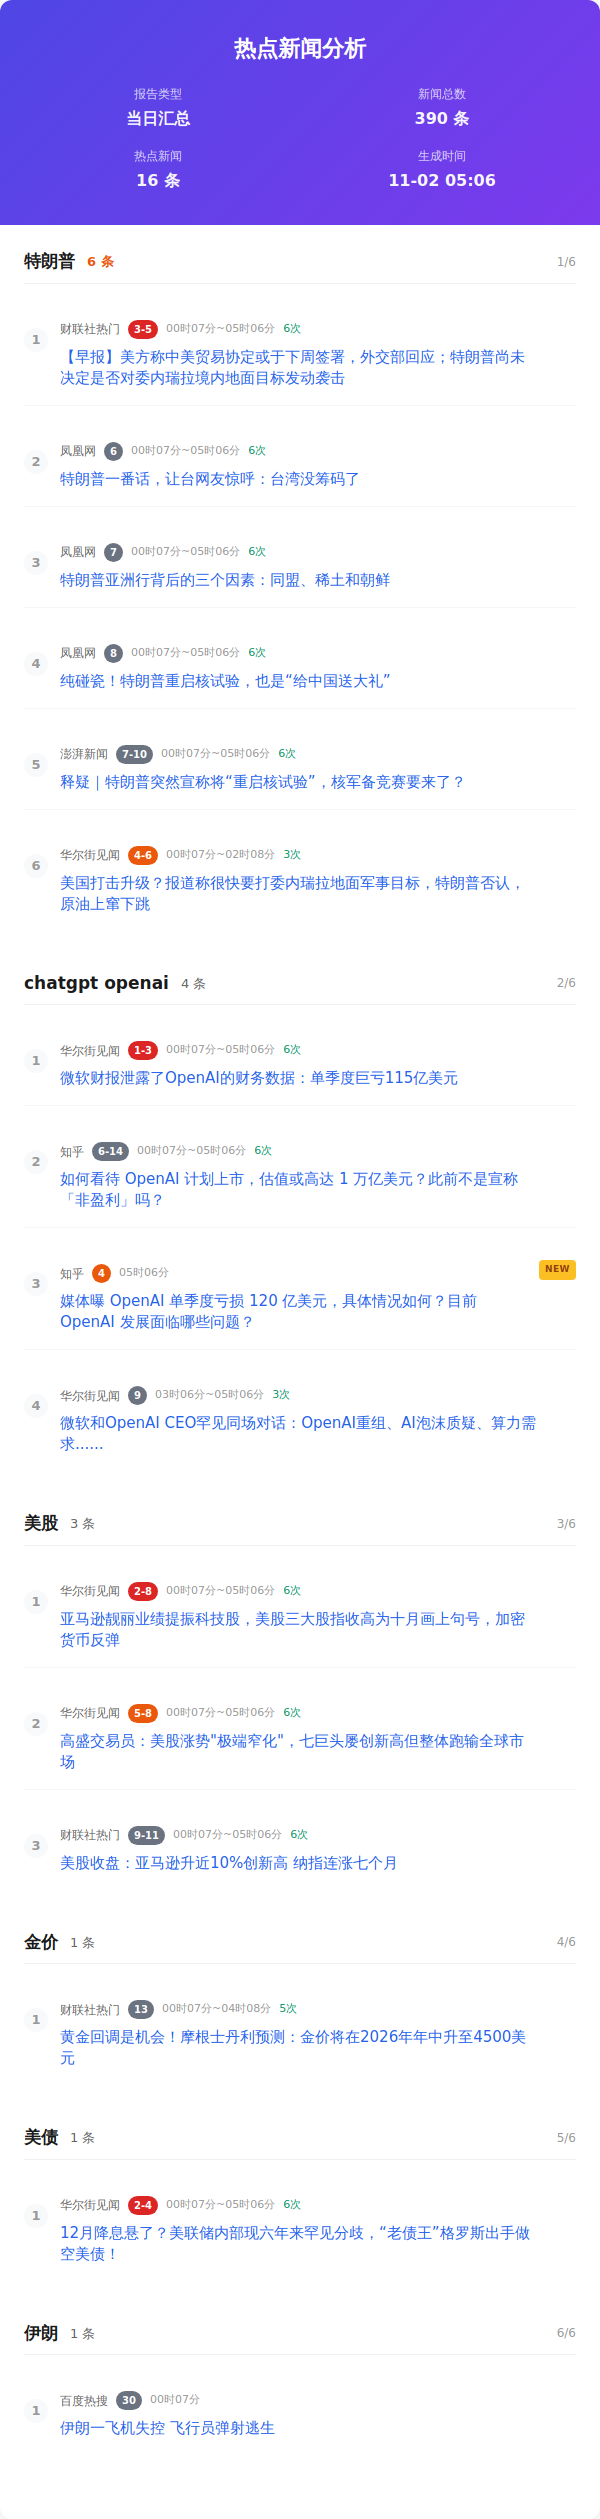 热点新闻分析
报告类型
新闻总数
当日汇总
390 条
热点新闻
生成时间
16 条
11-02 05:06
特朗普 6 条 1/6
1 财联社热门 3-5 00时07分~05时06分 6次
【早报】美方称中美贸易协定或于下周签署，外交部回应；特朗普尚未
决定是否对委内瑞拉境内地面目标发动袭击
2 凤凰网 6 00时07分~05时06分 6次
特朗普一番话，让台网友惊呼：台湾没筹码了
3 凤凰网 7 00时07分~05时06分 6次
特朗普亚洲行背后的三个因素：同盟、稀土和朝鲜
4 凤凰网 8 00时07分~05时06分 6次
纯碰瓷！特朗普重启核试验，也是“给中国送大礼”
5 澎湃新闻 7-10 00时07分~05时06分 6次
释疑｜特朗普突然宣称将“重启核试验”，核军备竞赛要来了？
6 华尔街见闻 4-6 00时07分~02时08分 3次
美国打击升级？报道称很快要打委内瑞拉地面军事目标，特朗普否认，
原油上窜下跳
chatgpt openai 4 条 2/6
1 华尔街见闻 1-3 00时07分~05时06分 6次
微软财报泄露了OpenAI的财务数据：单季度巨亏115亿美元
2 知乎 6-14 00时07分~05时06分 6次
如何看待 OpenAI 计划上市，估值或高达 1 万亿美元？此前不是宣称
「非盈利」吗？
3 知乎 4 05时06分 NEW
媒体曝 OpenAI 单季度亏损 120 亿美元，具体情况如何？目前
OpenAI 发展面临哪些问题？
4 华尔街见闻 9 03时06分~05时06分 3次
微软和OpenAI CEO罕见同场对话：OpenAI重组、AI泡沫质疑、算力需
求……
美股 3 条 3/6
1 华尔街见闻 2-8 00时07分~05时06分 6次
亚马逊靓丽业绩提振科技股，美股三大股指收高为十月画上句号，加密
货币反弹
2 华尔街见闻 5-8 00时07分~05时06分 6次
高盛交易员：美股涨势"极端窄化"，七巨头屡创新高但整体跑输全球市
场
3 财联社热门 9-11 00时07分~05时06分 6次
美股收盘：亚马逊升近10%创新高 纳指连涨七个月
金价 1 条 4/6
1 财联社热门 13 00时07分~04时08分 5次
黄金回调是机会！摩根士丹利预测：金价将在2026年年中升至4500美
元
美债 1 条 5/6
1 华尔街见闻 2-4 00时07分~05时06分 6次
12月降息悬了？美联储内部现六年来罕见分歧，“老债王”格罗斯出手做
空美债！
伊朗 1 条 6/6
1 百度热搜 30 00时07分
伊朗一飞机失控 飞行员弹射逃生